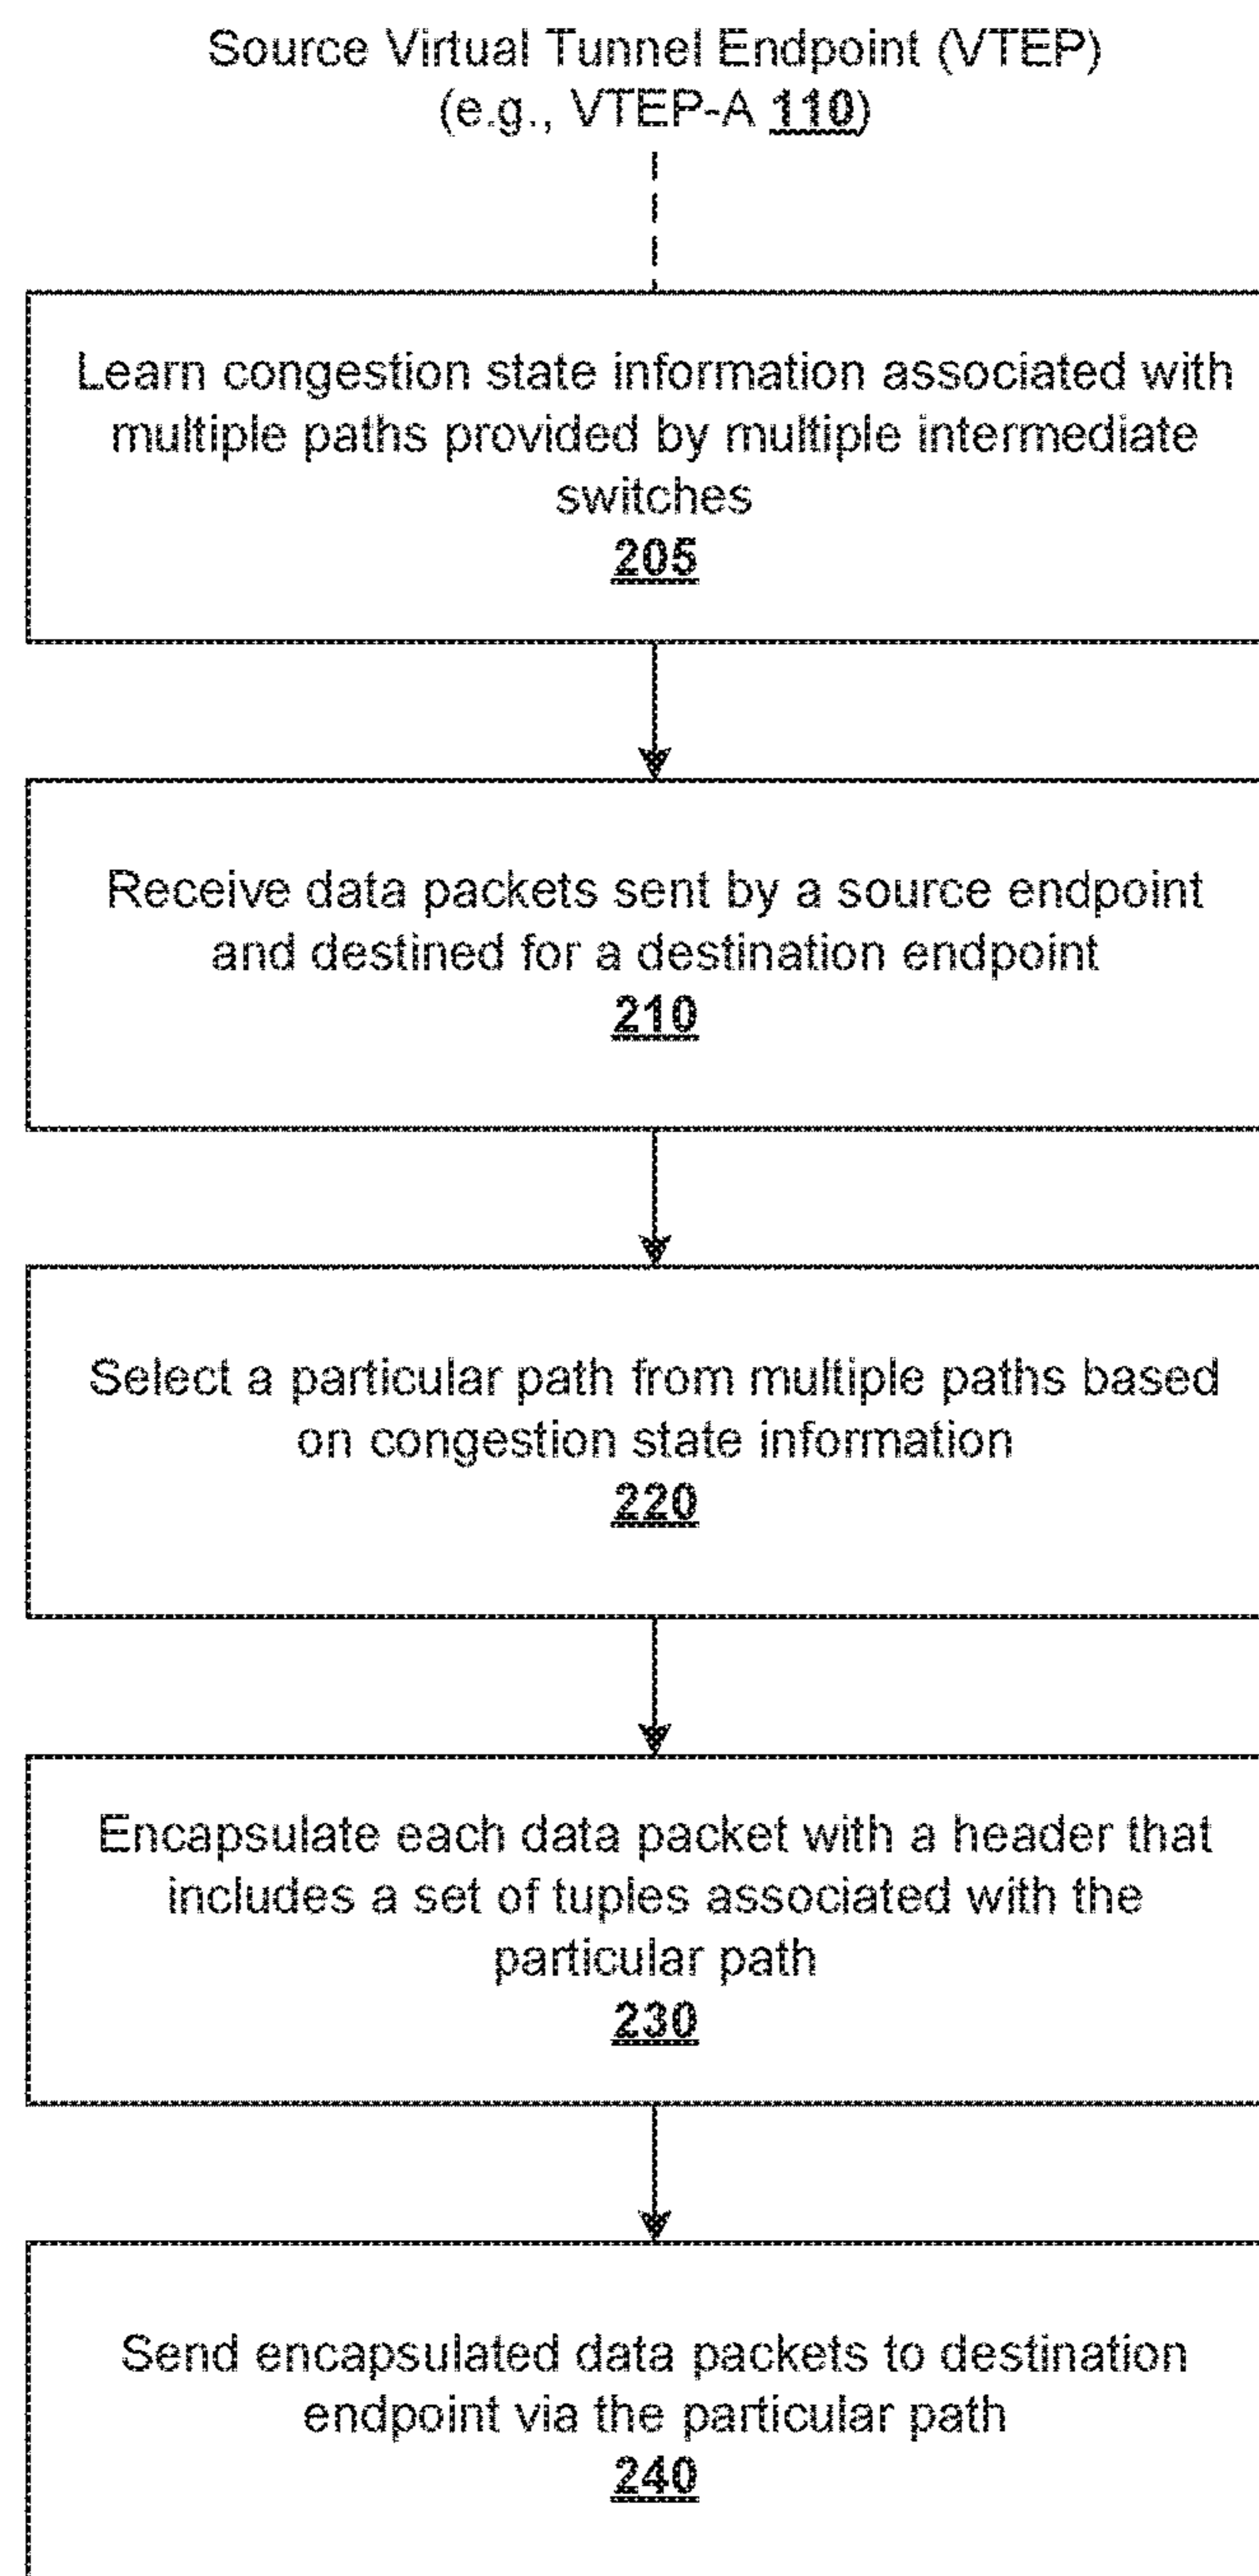 Source Virtual Tunnel Endpoint (VTEP)
(e.g., VTEP-A 110)
Learn congestion state information associated with
multiple paths provided by multiple intermediate
switches
205
Receive data packets sent by a source endpoint
and destined for a destination endpoint
210
Select a particular path from multiple paths based
on congestion state information
220
Encapsulate each data packet with a header that
includes a set of tuples associated with the
particular path
230
Send encapsulated data packets to destination
endpoint via the particular path
240